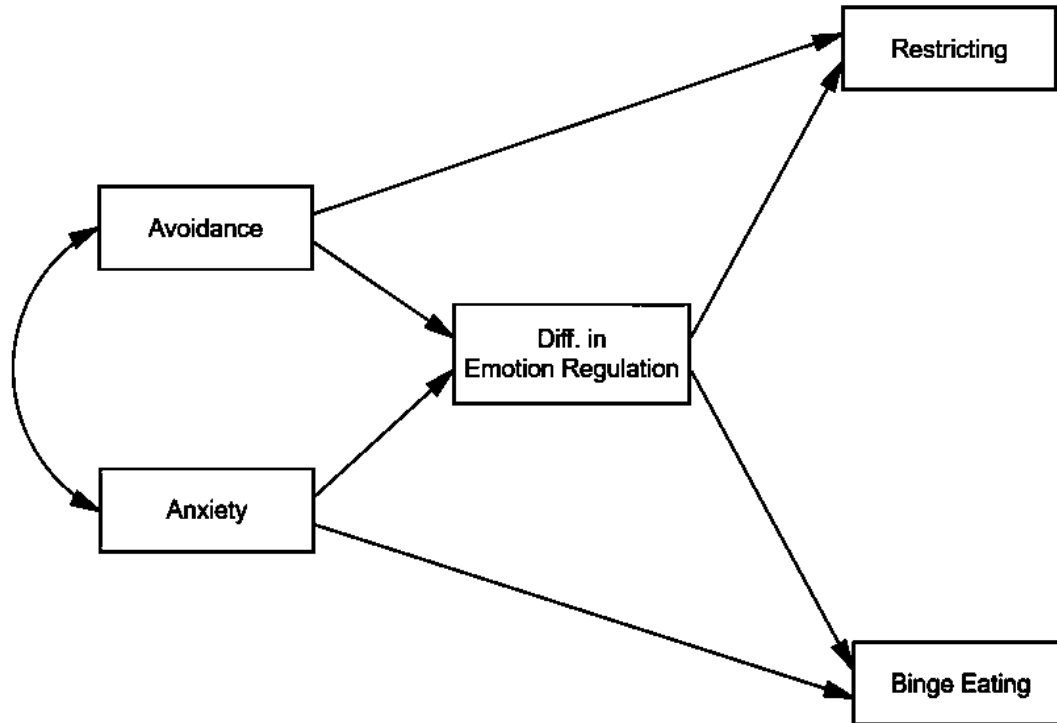 Restricting
Avoidance
Diff. in
Emotion Regulation
Anxiety
Binge Eating